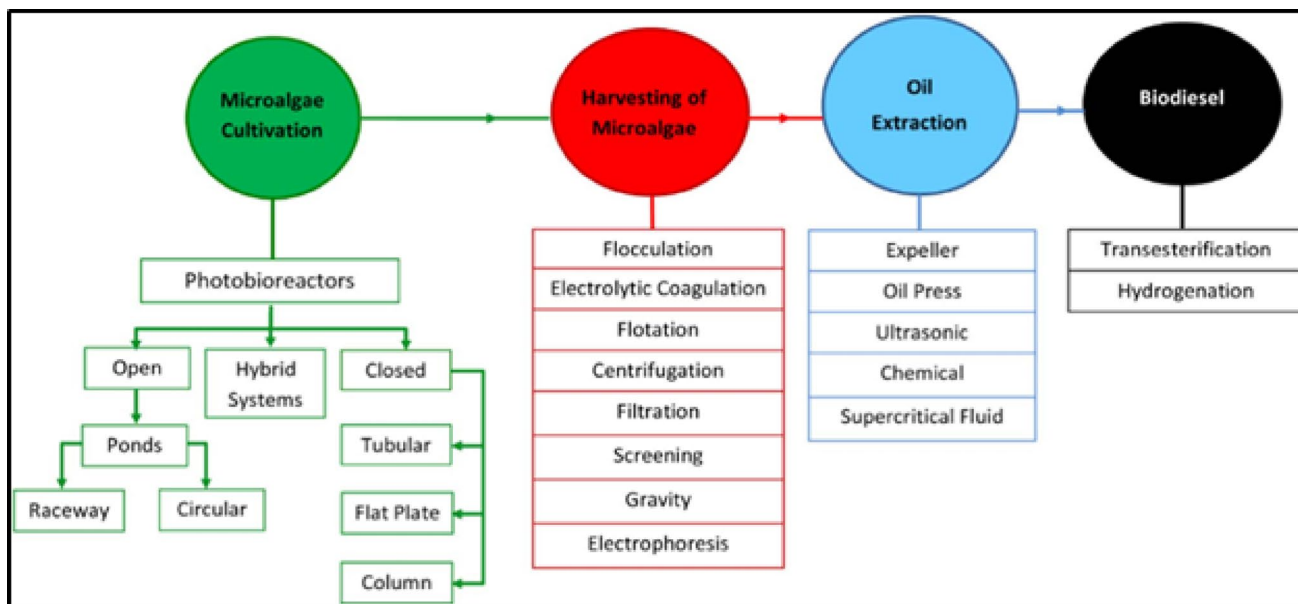 Microalgae
Cultivation
Harvesting of
Microalgae
Oil
Extraction
Biodiesel
Photobioreactors
Open
Hybrid
Systems
Closed
Ponds
Tubular
Raceway
Circular
Flat Plate
Column
Flocculation
Electrolytic Coagulation
Flotation
Centrifugation
Filtration
Screening
Gravity
Electrophoresis
Expeller
Oil Press
Ultrasonic
Chemical
Supercritical Fluid
Transesterification
Hydrogenation